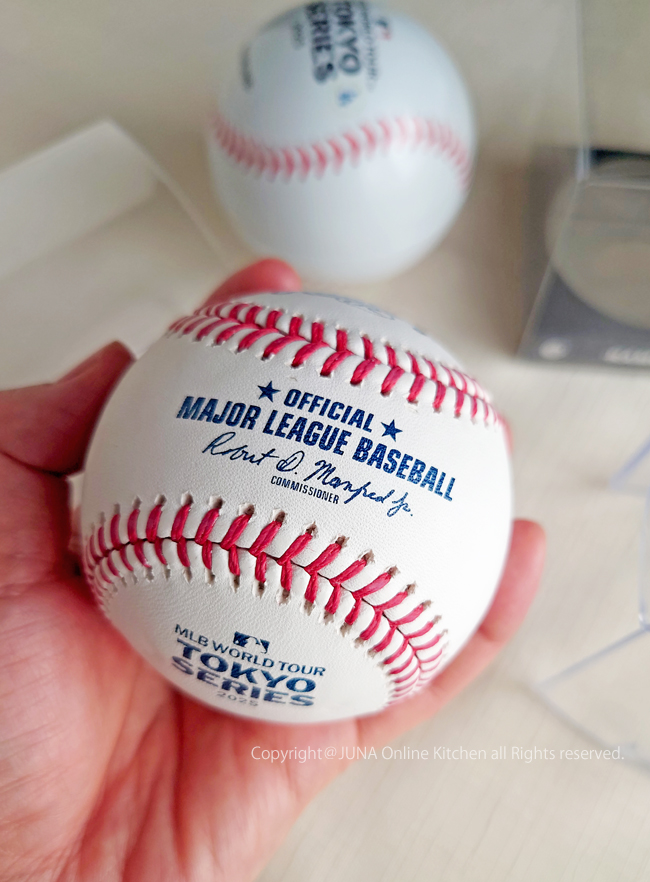 TOKYO
SERIES
★ OFFICIAL ★
MAJOR LEAGUE BASEBALL
Robert D. Manfred Jr.
COMMISSIONER
MLB WORLD TOUR
TOKYO
SERIES
2025
Copyright@JUNA Online Kitchen all Rights reserved.